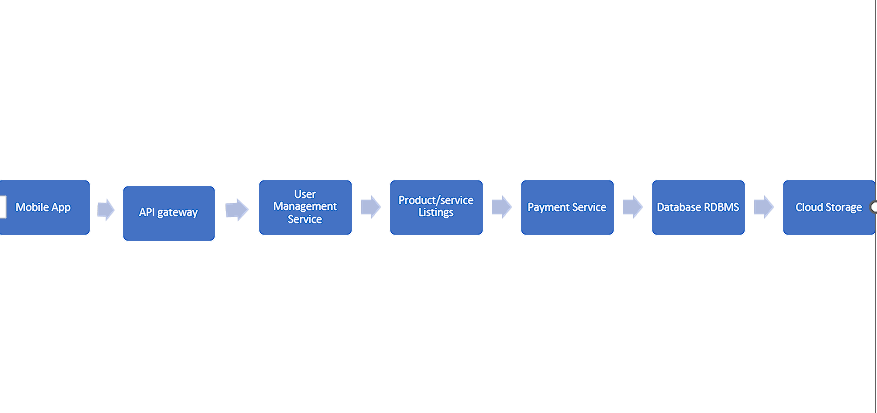 Mobile App
API gateway
User
Management
Service
Product/service
Listings
Payment Service
Database RDBMS
Cloud Storage